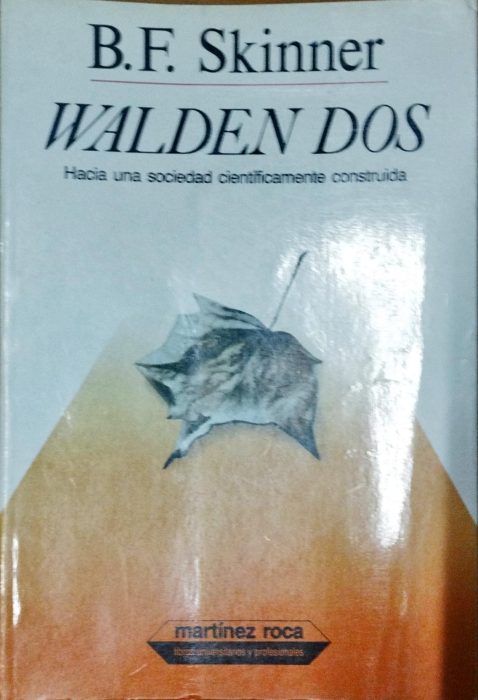 B.F. Skinner
WALDEN DOS
Hacia una sociedad científicamente construida
martínez roca
libros universitarios y profesionales